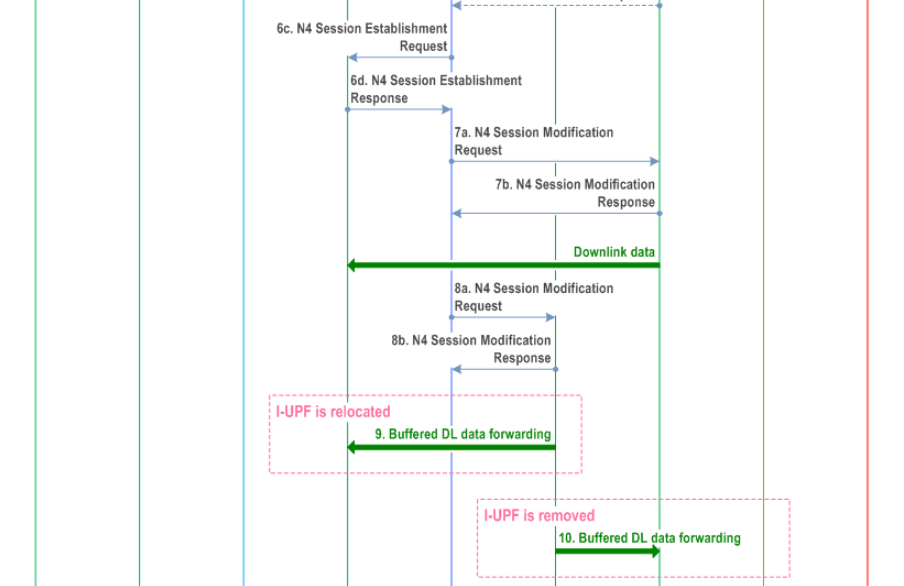 6c. N4 Session Establishment
Request
6d. N4 Session Establishment
Response
7a. N4 Session Modification
Request
7b. N4 Session Modification
Response
Downlink data
8a. N4 Session Modification
Request
8b. N4 Session Modification
Response
I-UPF is relocated
9. Buffered DL data forwarding
I-UPF is removed
10. Buffered DL data forwarding